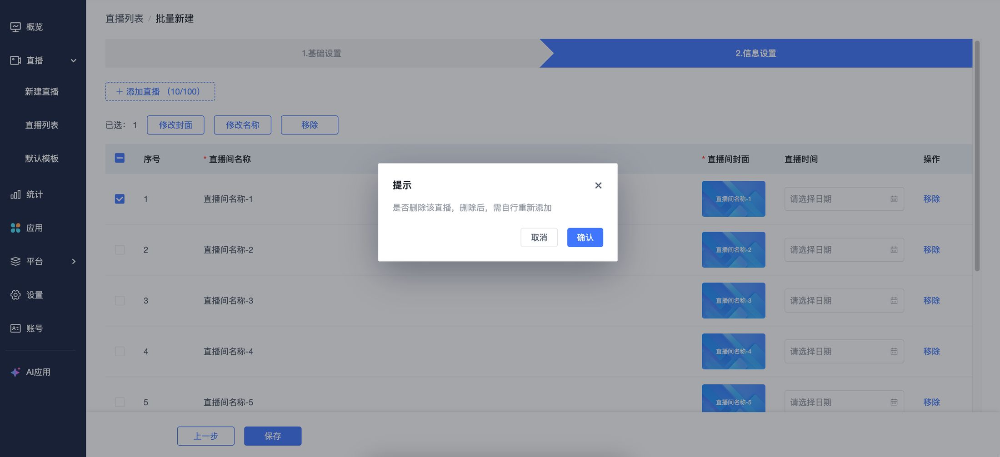 概览
直播
新建直播
直播列表
默认模板
统计
应用
平台
设置
账号
AI应用
直播列表 / 批量新建
1.基础设置
2.信息设置
+ 添加直播 （10/100）
已选： 1 修改封面 修改名称 移除
序号 * 直播间名称 * 直播间封面 直播时间 操作
1 直播间名称-1 直播间名称-1 请选择日期 移除
2 直播间名称-2 直播间名称-2 请选择日期 移除
3 直播间名称-3 直播间名称-3 请选择日期 移除
4 直播间名称-4 直播间名称-4 请选择日期 移除
5 直播间名称-5 直播间名称-5 请选择日期 移除
提示
是否删除该直播，删除后，需自行重新添加
取消 确认
上一步 保存